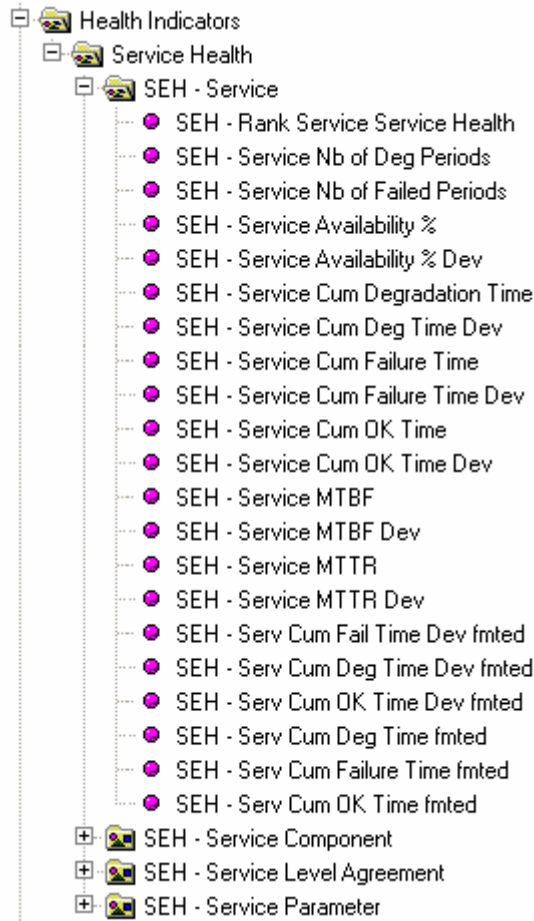 Health Indicators
Service Health
SEH - Service
SEH - Rank Service Service Health
SEH - Service Nb of Deg Periods
SEH - Service Nb of Failed Periods
SEH - Service Availability %
SEH - Service Availability % Dev
SEH - Service Cum Degradation Time
SEH - Service Cum Deg Time Dev
SEH - Service Cum Failure Time
SEH - Service Cum Failure Time Dev
SEH - Service Cum OK Time
SEH - Service Cum OK Time Dev
SEH - Service MTBF
SEH - Service MTBF Dev
SEH - Service MTTR
SEH - Service MTTR Dev
SEH - Serv Cum Fail Time Dev fmted
SEH - Serv Cum Deg Time Dev fmted
SEH - Serv Cum OK Time Dev fmted
SEH - Serv Cum Deg Time fmted
SEH - Serv Cum Failure Time fmted
SEH - Serv Cum OK Time fmted
SEH - Service Component
SEH - Service Level Agreement
SEH - Service Parameter